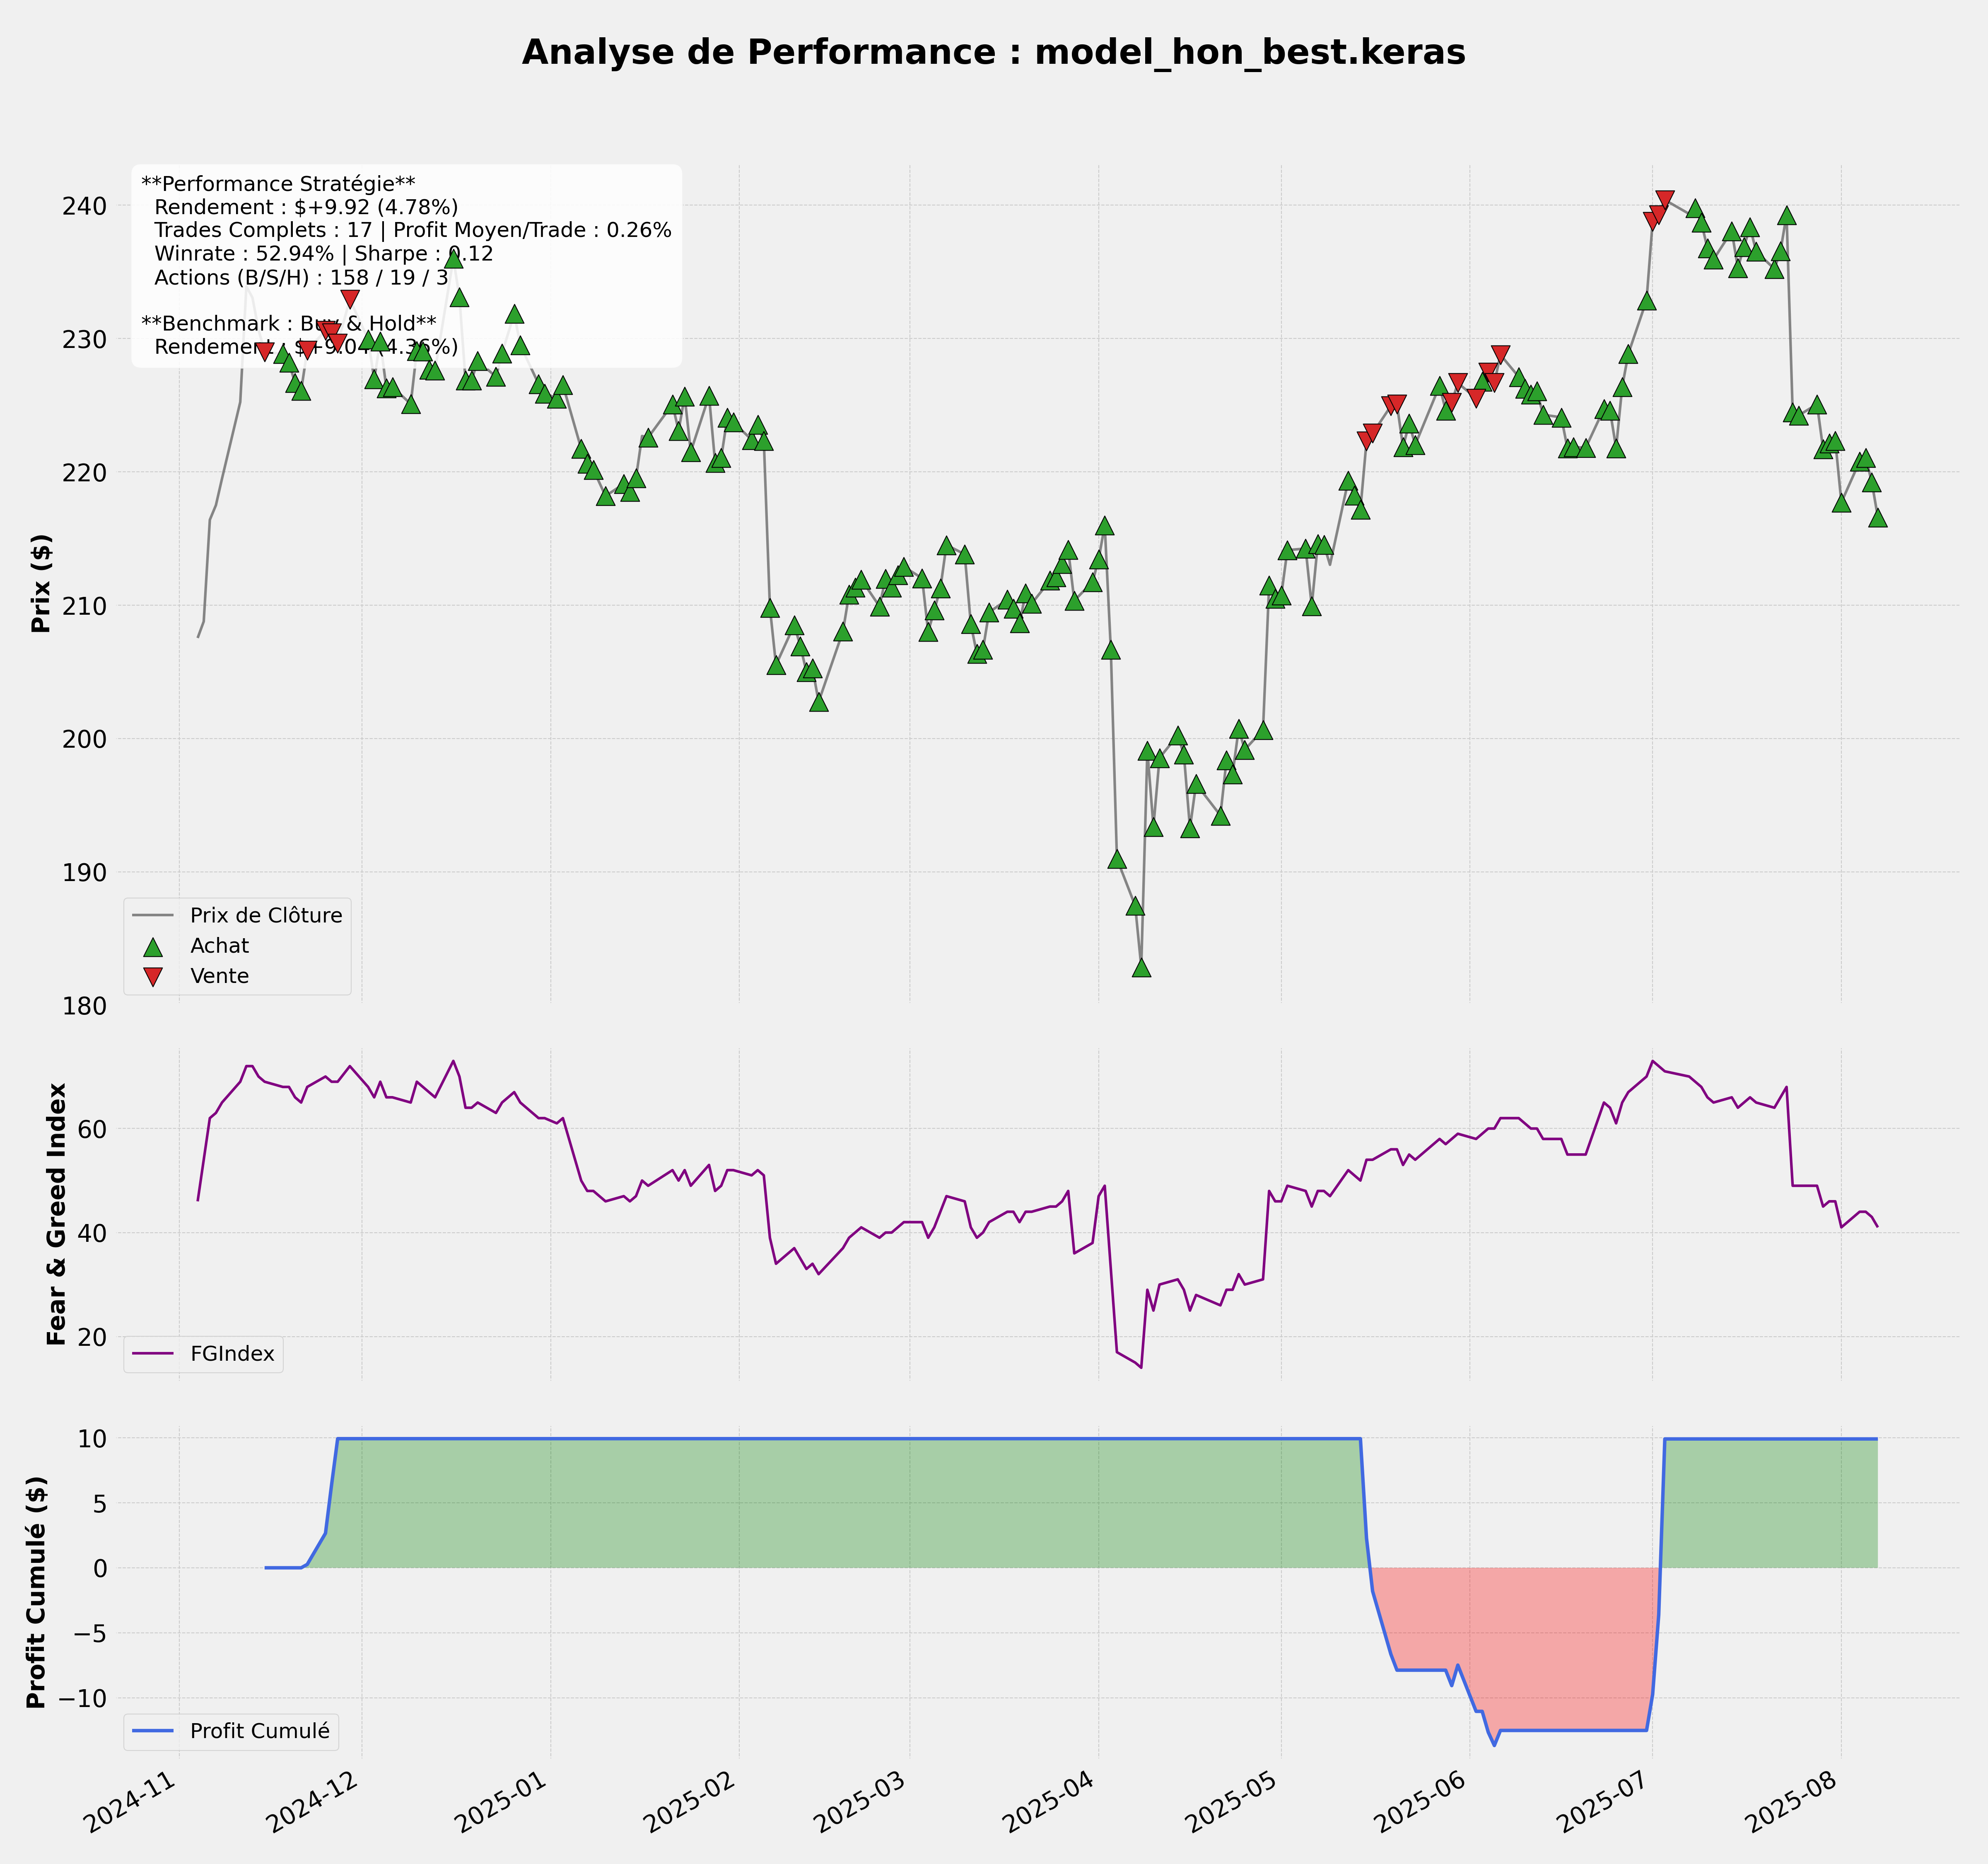 Analyse de Performance : model_hon_best.keras
**Performance Stratégie**
Rendement : $+9.92 (4.78%)
Trades Complets : 17 | Profit Moyen/Trade : 0.26%
Winrate : 52.94% | Sharpe : 0.12
Actions (B/S/H) : 158 / 19 / 3
**Benchmark : Buy & Hold**
Rendement : $+9.04 (4.36%)
Prix ($)
240
230
220
210
200
190
180
Prix de Clôture
Achat
Vente
Fear & Greed Index
60
40
20
FGIndex
Profit Cumulé ($)
10
5
0
−5
−10
Profit Cumulé
2024-11
2024-12
2025-01
2025-02
2025-03
2025-04
2025-05
2025-06
2025-07
2025-08